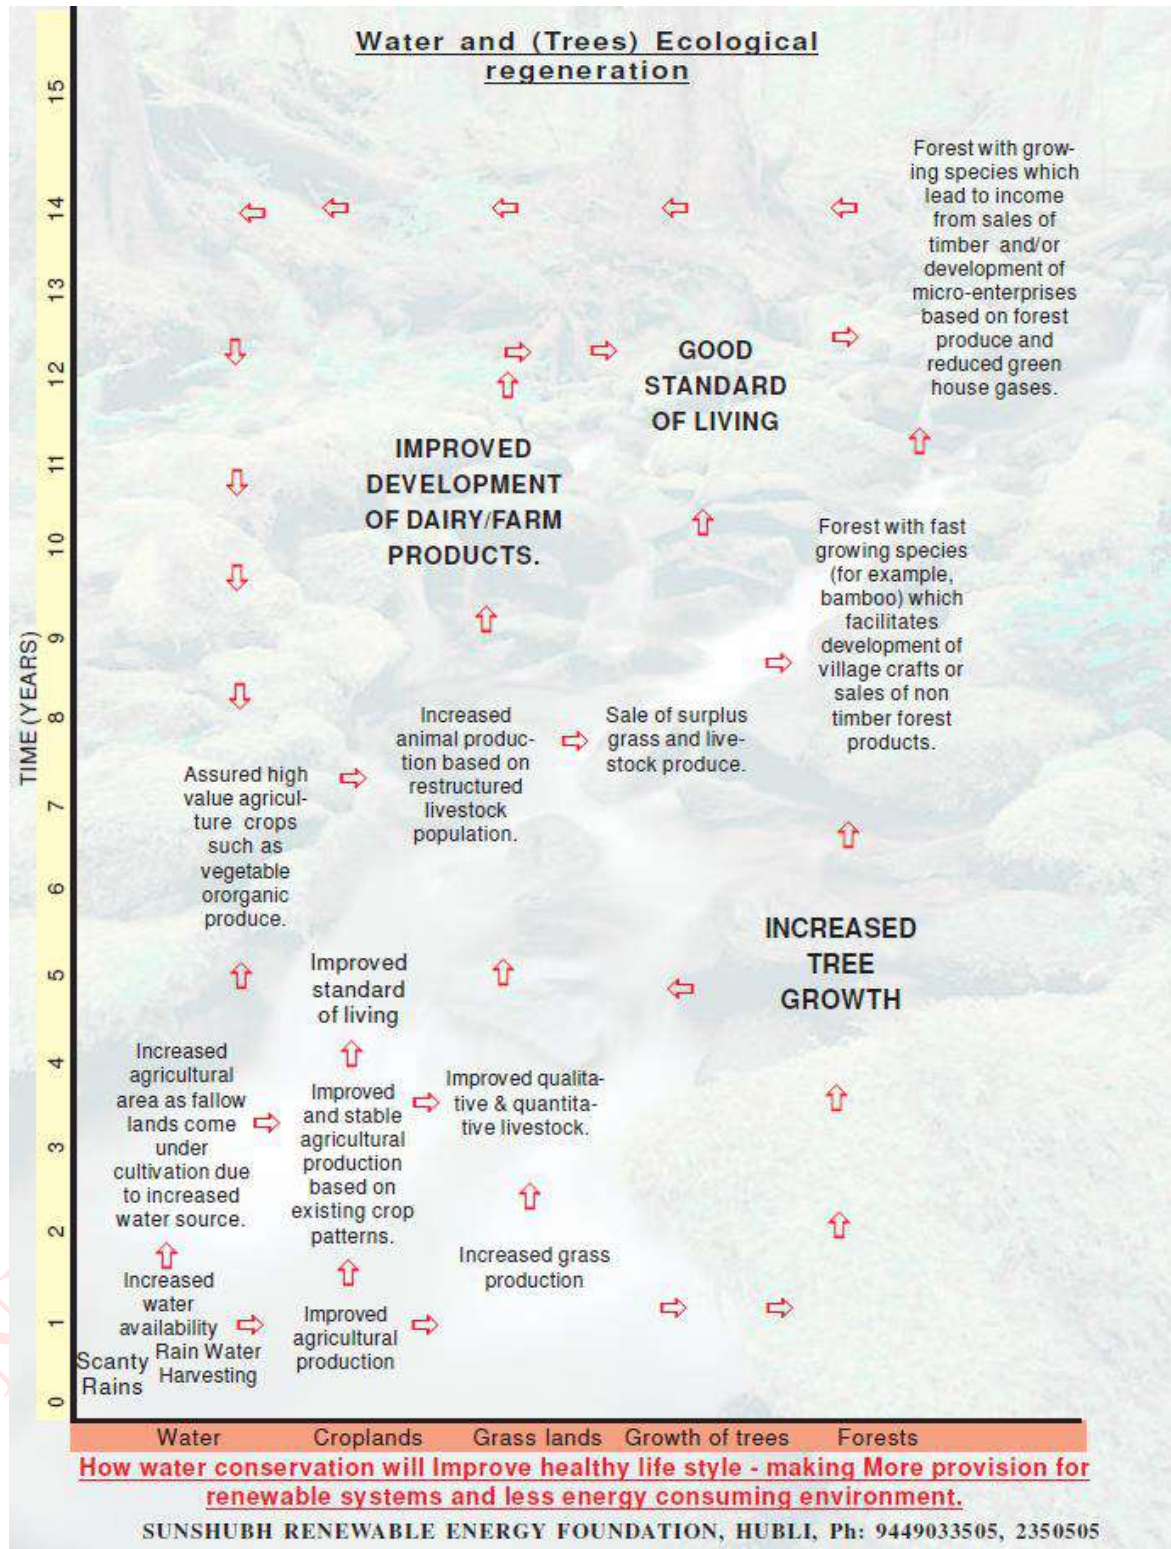 Water and (Trees) Ecological
regeneration
TIME (YEARS)
15
14
13
12
11
10
9
8
7
6
5
4
3
2
1
0
Forest with grow-
ing species which
lead to income
from sales of
timber and/or
development of
micro-enterprises
based on forest
produce and
reduced green
house gases.
GOOD
STANDARD
OF LIVING
IMPROVED
DEVELOPMENT
OF DAIRY/FARM
PRODUCTS.
Forest with fast
growing species
(for example,
bamboo) which
facilitates
development of
village crafts or
sales of non
timber forest
products.
Assured high
value agricul-
ture crops
such as
vegetable
ororganic
produce.
Increased
animal produc-
tion based on
restructured
livestock
population.
Sale of surplus
grass and live-
stock produce.
INCREASED
TREE
GROWTH
Improved
standard
of living
Increased
agricultural
area as fallow
lands come
under
cultivation due
to increased
water source.
Improved
and stable
agricultural
production
based on
existing crop
patterns.
Improved qualita-
tive & quantita-
tive livestock.
Increased grass
production
Increased
water
availability
Rain Water
Harvesting
Scanty
Rains
Improved
agricultural
production
Water
Croplands
Grass lands
Growth of trees
Forests
How water conservation will Improve healthy life style - making More provision for
renewable systems and less energy consuming environment.
SUNSHUBH RENEWABLE ENERGY FOUNDATION, HUBLI, Ph: 9449033505, 2350505